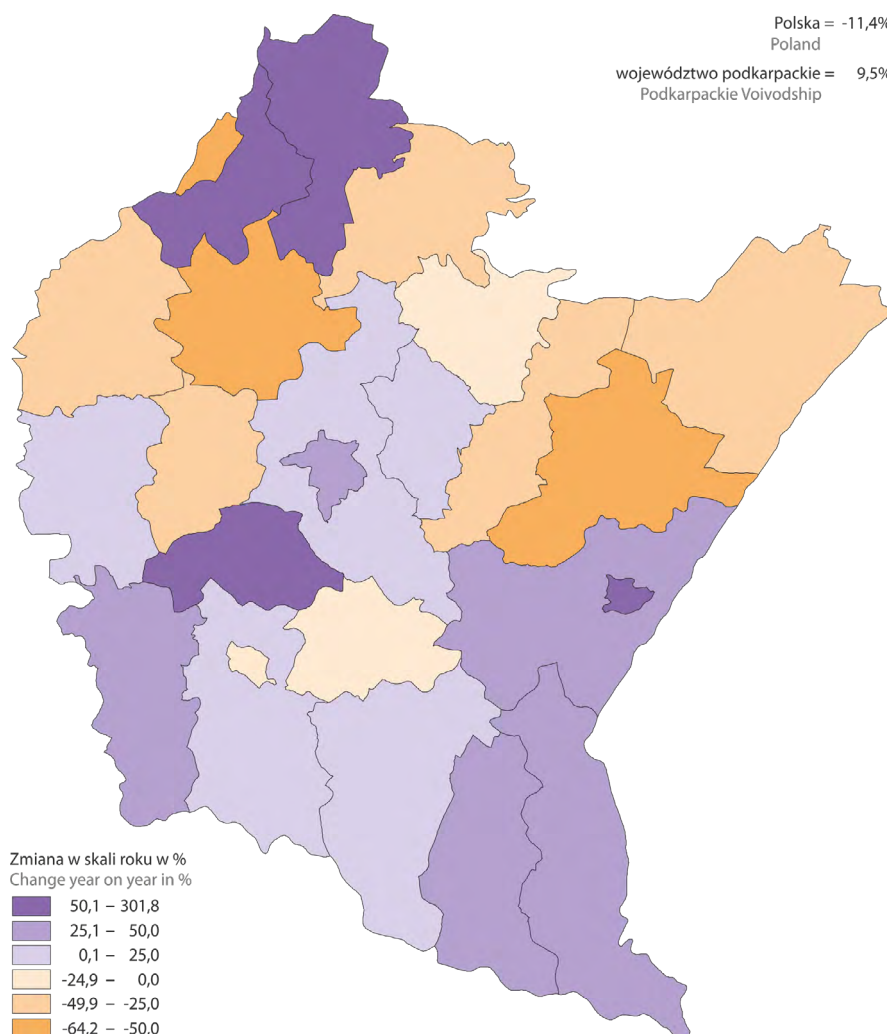 Polska = -11,4%
Poland
województwo podkarpackie = 9,5%
Podkarpackie Voivodship
Zmiana w skali roku w %
Change year on year in %
50,1 – 301,8
25,1 – 50,0
0,1 – 25,0
-24,9 – 0,0
-49,9 – -25,0
-64,2 – -50,0